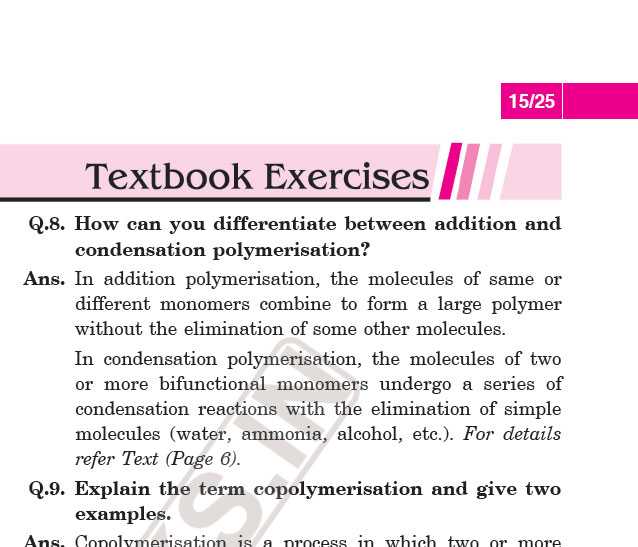 15/25
Textbook Exercises
Q.8. How can you differentiate between addition and
condensation polymerisation?
Ans. In addition polymerisation, the molecules of same or
different monomers combine to form a large polymer
without the elimination of some other molecules.
In condensation polymerisation, the molecules of two
or more bifunctional monomers undergo a series of
condensation reactions with the elimination of simple
molecules (water, ammonia, alcohol, etc.). For details
refer Text (Page 6).
Q.9. Explain the term copolymerisation and give two
examples.
Ans. Copolymerisation is a process in which two or more
S.IN